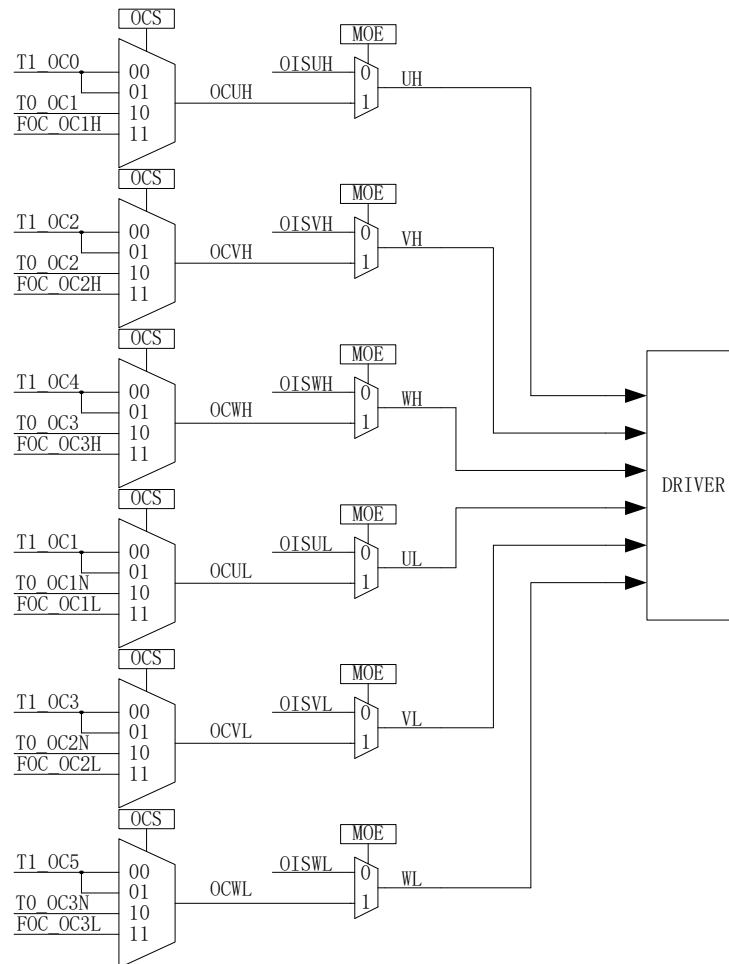 OCS
MOE
T1_OC0
00
OISUH
0
UH
01
OCUH
T0_OC1
10
1
FOC_OC1H
11
OCS
MOE
T1_OC2
00
OISVH
0
VH
01
OCVH
T0_OC2
10
1
FOC_OC2H
11
OCS
MOE
T1_OC4
00
OISWH
0
WH
01
OCWH
T0_OC3
10
1
FOC_OC3H
11
DRIVER
OCS
MOE
T1_OC1
00
OISUL
0
UL
01
OCUL
T0_OC1N
10
1
FOC_OC1L
11
OCS
MOE
T1_OC3
00
OISVL
0
VL
01
OCVL
T0_OC2N
10
1
FOC_OC2L
11
OCS
MOE
T1_OC5
00
OISWL
0
WL
01
OCWL
T0_OC3N
10
1
FOC_OC3L
11